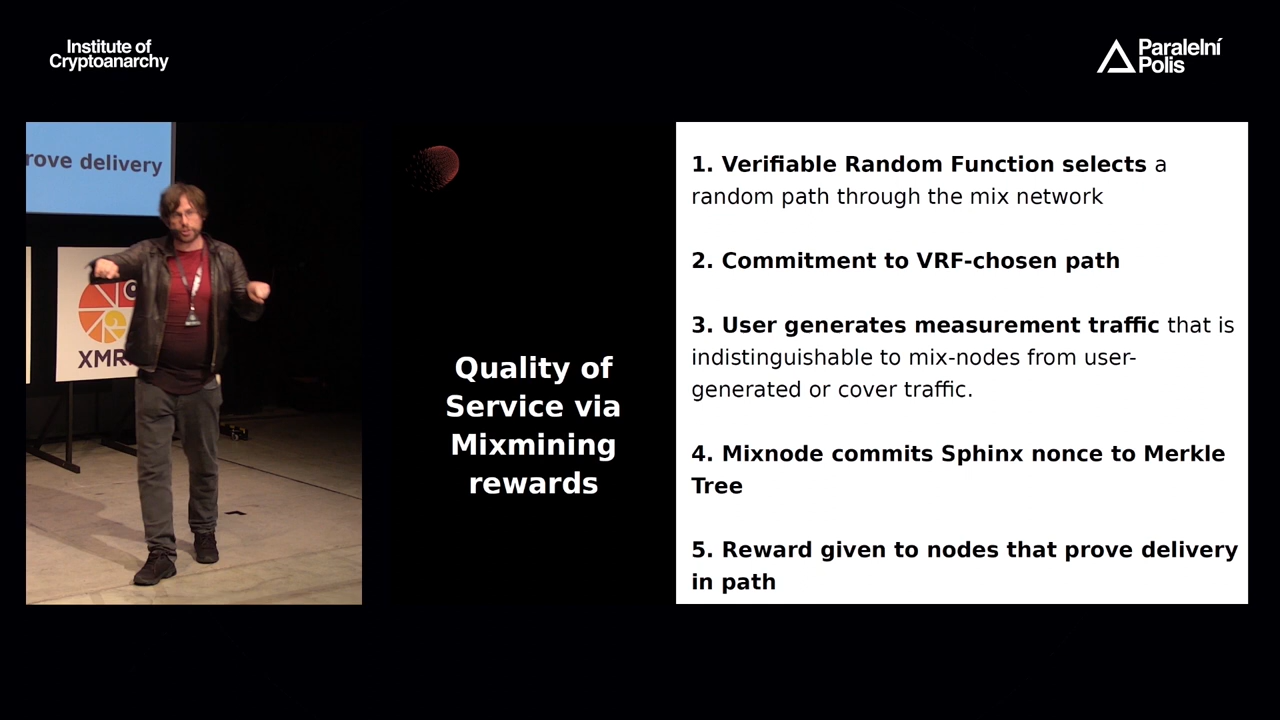 Institute of
Cryptoanarchy
Paralelní
Polis
rove delivery
XMR
Quality of
Service via
Mixmining
rewards
1. Verifiable Random Function selects a
random path through the mix network
2. Commitment to VRF-chosen path
3. User generates measurement traffic that is
indistinguishable to mix-nodes from user-
generated or cover traffic.
4. Mixnode commits Sphinx nonce to Merkle
Tree
5. Reward given to nodes that prove delivery
in path